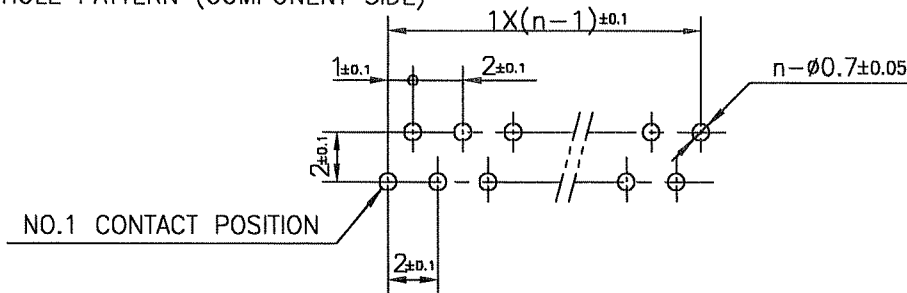 HOLE PATTERN (COMPONENT SIDE)
1X(n-1)±0.1
1±0.1
2±0.1
n-ø0.7±0.05
2±0.1
NO.1 CONTACT POSITION
2±0.1